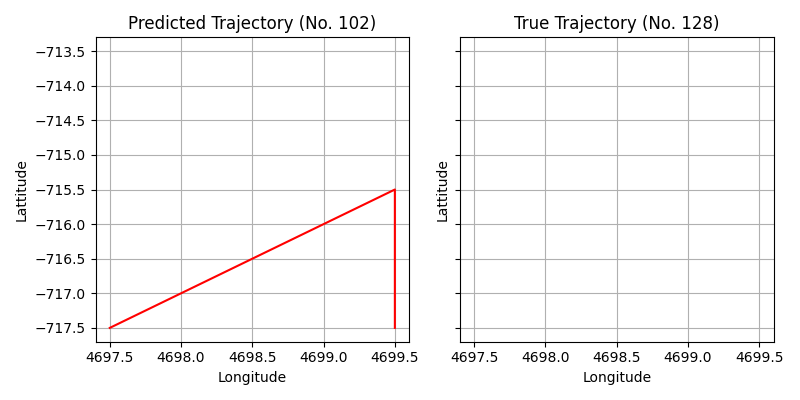 Predicted Trajectory (No. 102)
−713.5
−714.0
−714.5
−715.0
−715.5
−716.0
−716.5
−717.0
−717.5
Lattitude
4697.5 4698.0 4698.5 4699.0 4699.5
Longitude
True Trajectory (No. 128)
Lattitude
4697.5 4698.0 4698.5 4699.0 4699.5
Longitude